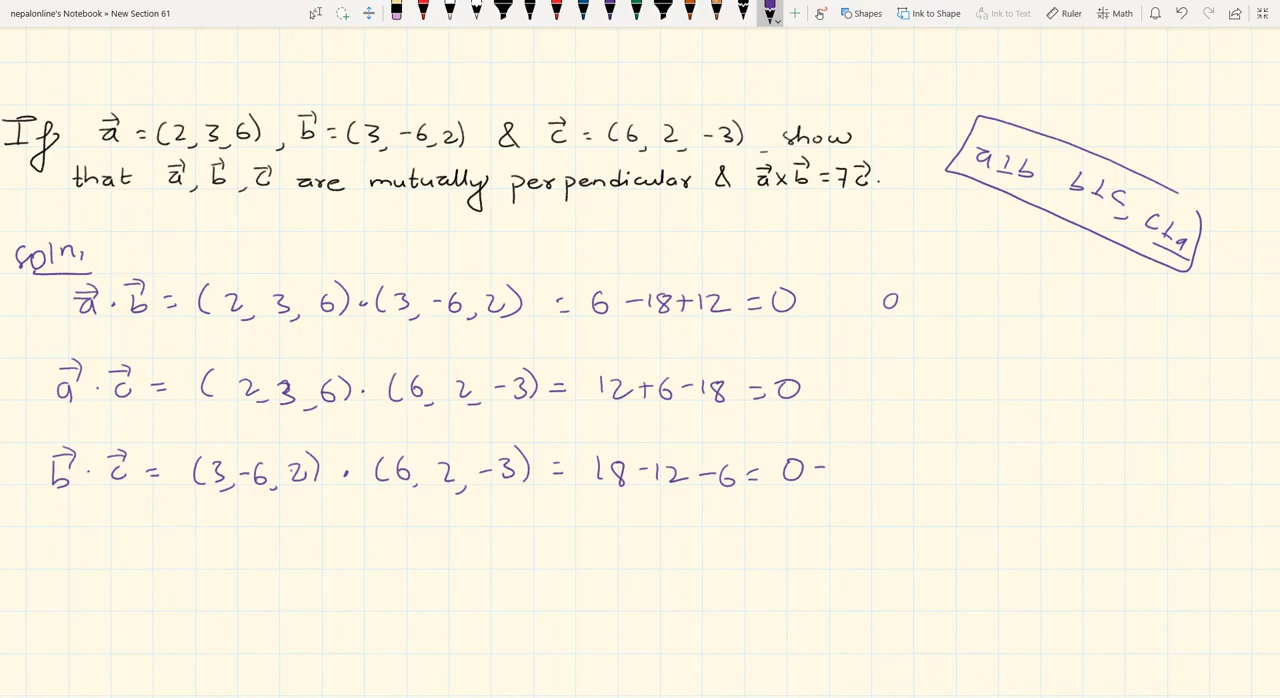 nepalonline's Notebook » New Section 61
Shapes Ink to Shape Ink to Text Ruler Math
If a⃗ = (2, 3, 6), b⃗ = (3, -6, 2) & c⃗ = (6, 2, -3) show
that a⃗, b⃗, c⃗ are mutually perpendicular & a⃗ x b⃗ = 7c⃗.
a⊥b b⊥c c⊥a
Soln,
a⃗ · b⃗ = (2, 3, 6) · (3, -6, 2) = 6 - 18 + 12 = 0 0
a⃗ · c⃗ = (2, 3, 6) · (6, 2, -3) = 12 + 6 - 18 = 0
b⃗ · c⃗ = (3, -6, 2) · (6, 2, -3) = 18 - 12 - 6 = 0 -